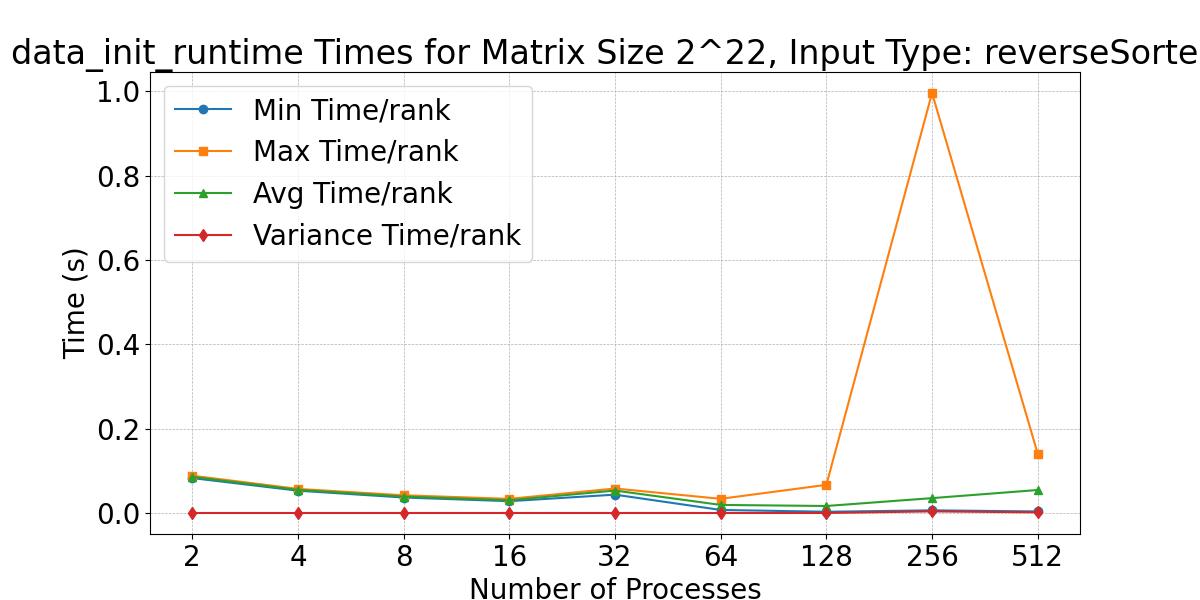 data_init_runtime Times for Matrix Size 2^22, Input Type: reverseSorte
1.0
0.8
0.6
0.4
0.2
0.0
Time (s)
Min Time/rank
Max Time/rank
Avg Time/rank
Variance Time/rank
2 4 8 16 32 64 128 256 512
Number of Processes